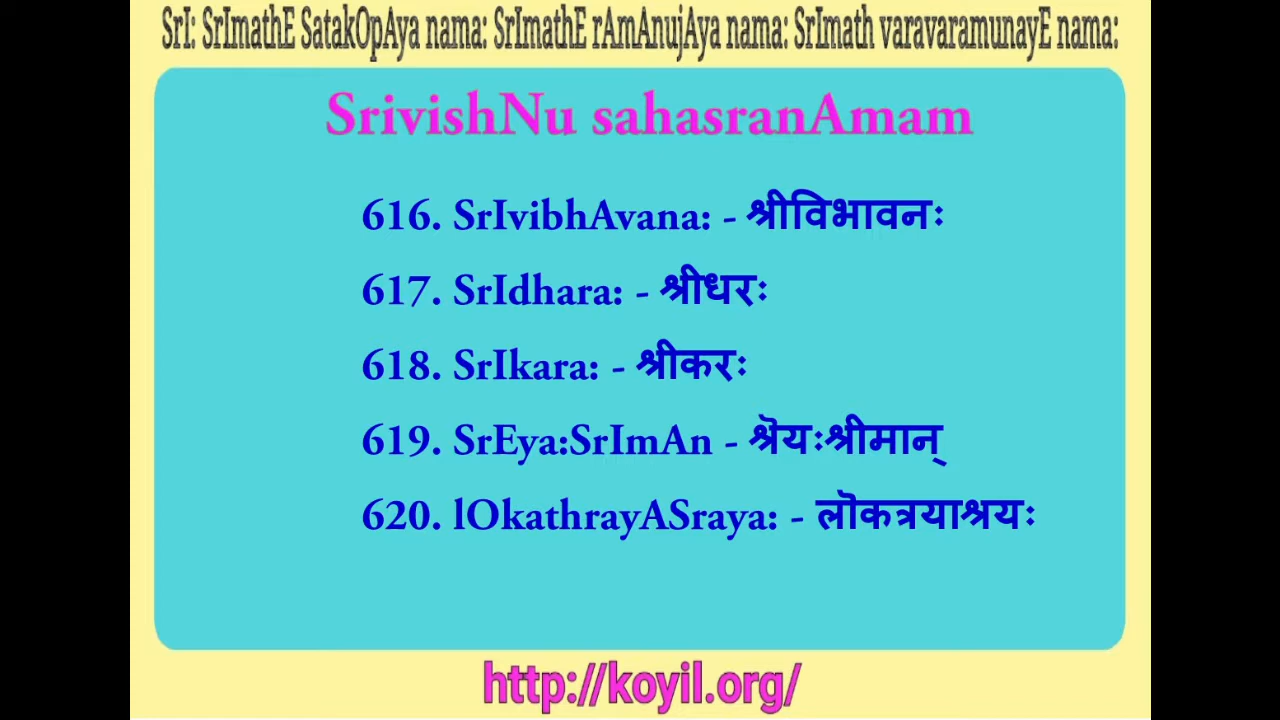 SrI: SrImathE SatakOpAya nama: SrImathE rAmAnujAya nama: SrImath varavaramunayE nama:
SrivishNu sahasranAmam
616. SrIvibhAvana: - श्रीविभावनः
617. SrIdhara: - श्रीधरः
618. SrIkara: - श्रीकरः
619. SrEya:SrImAn - श्रॆयःश्रीमान्
620. lOkathrayASraya: - लॊकत्रयाश्रयः
http://koyil.org/